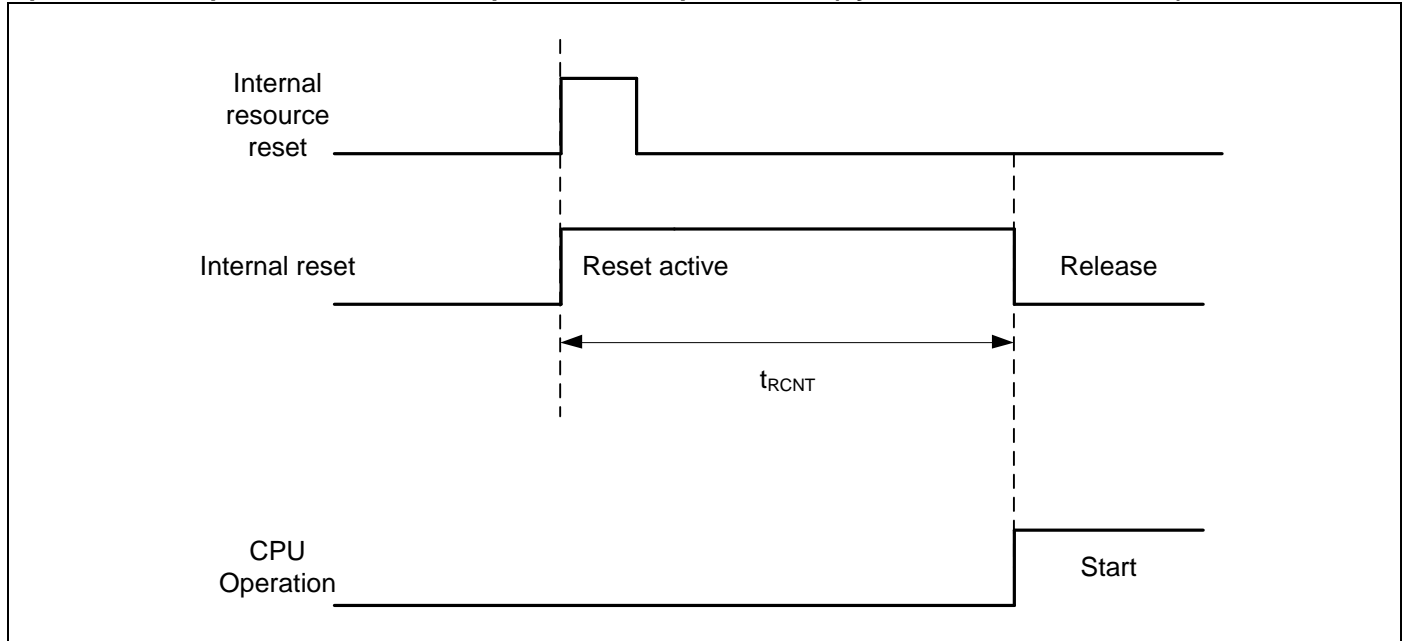 Internal
resource
reset
Internal reset
Reset active
Release
tRCNT
CPU
Operation
Start